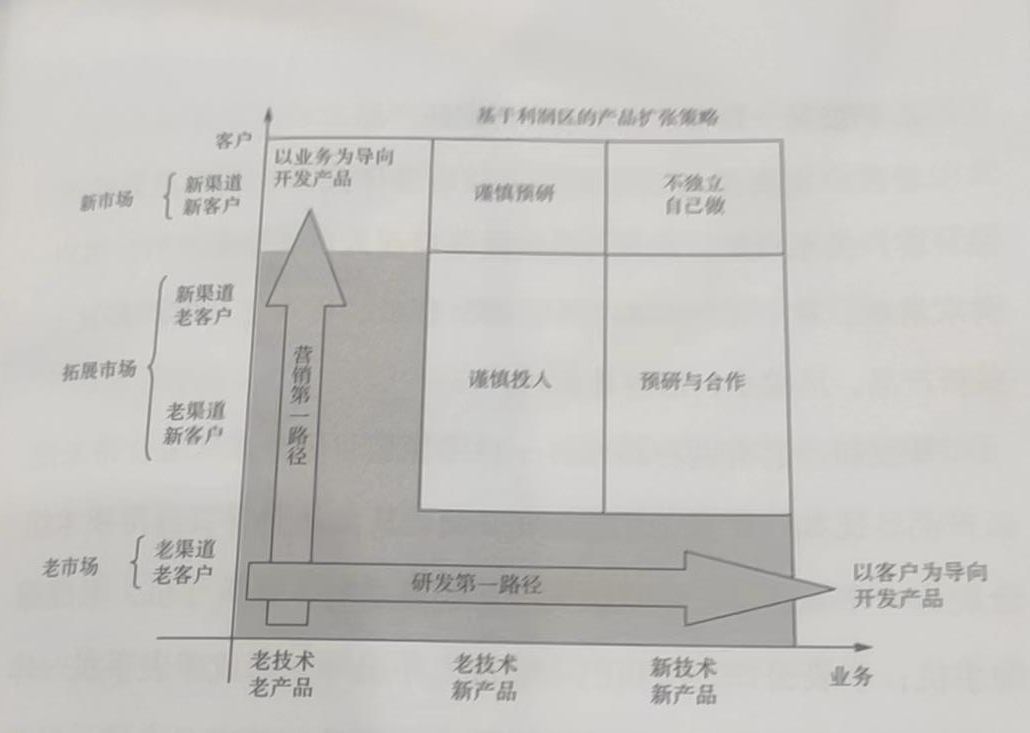 基于利润区的产品扩张策略
客户
以业务为导向
开发产品
谨慎预研
不独立
自己做
新市场
新渠道
新客户
新渠道
老客户
拓展市场
老渠道
新客户
营销第一路径
谨慎投入
预研与合作
老市场
老渠道
老客户
研发第一路径
以客户为导向
开发产品
老技术
老产品
老技术
新产品
新技术
新产品
业务